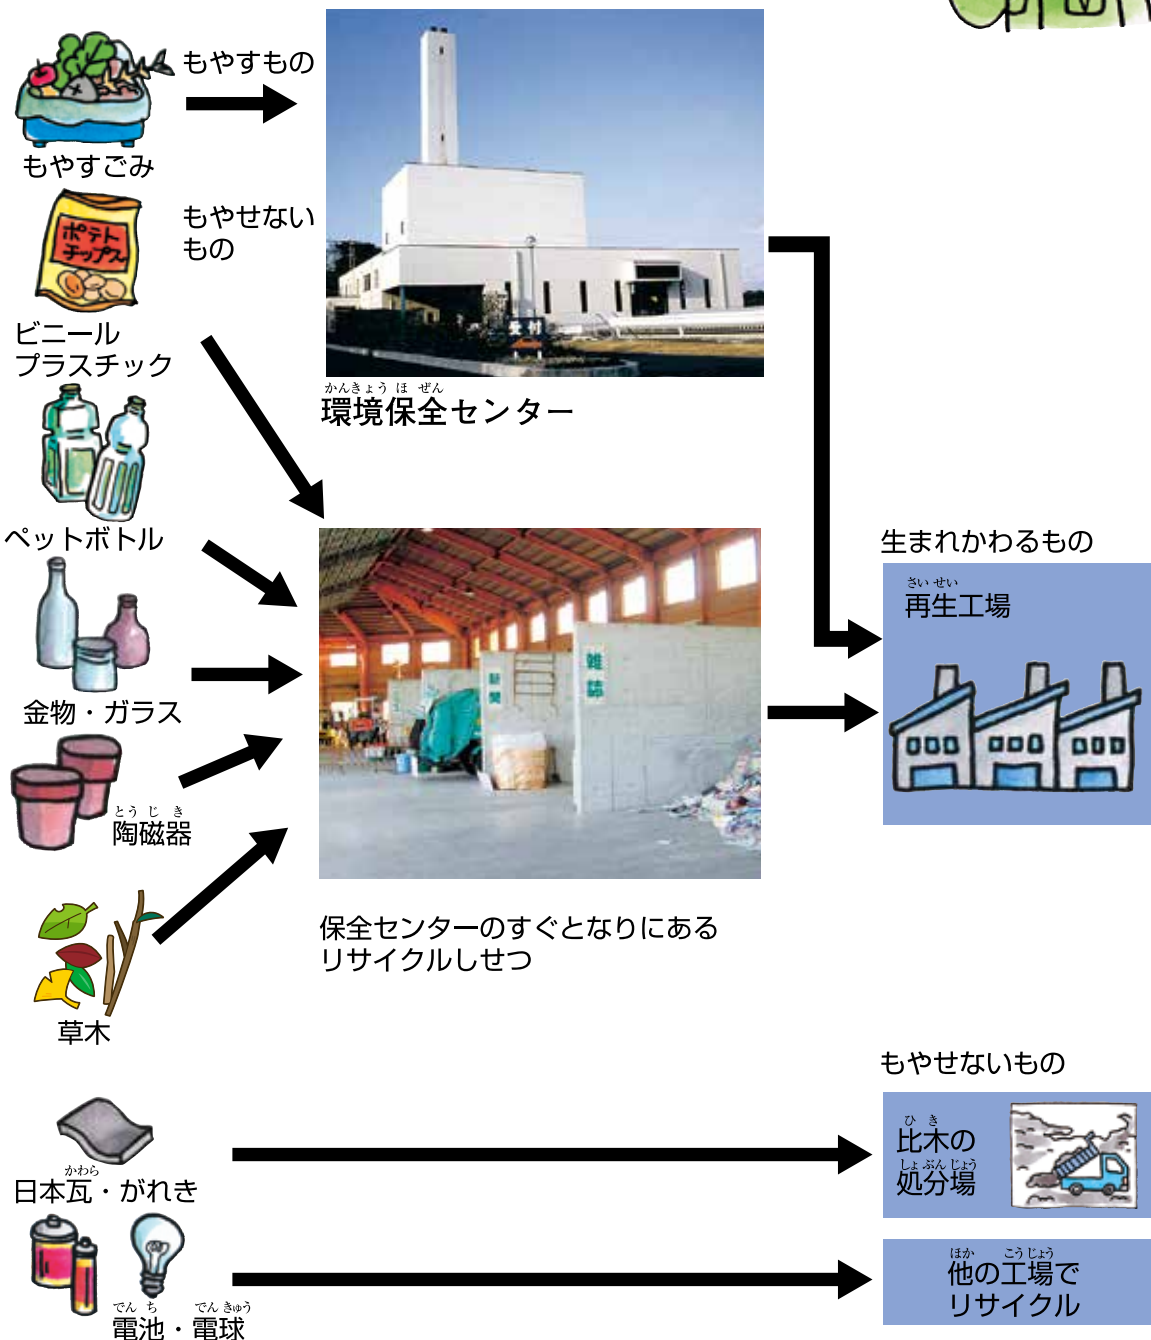 もやすもの
もやすごみ
ポテト
チップス
もやせない
もの
ビニール
プラスチック
受付
かんきょう ほ ぜん
環境保全センター
ペットボトル
金物・ガラス
とう じ き
陶磁器
新聞
雑誌
草木
保全センターのすぐとなりにある
リサイクルしせつ
生まれかわるもの
さい せい
再生工場
もやせないもの
かわら
日本瓦・がれき
ひ き
比木の
しょ ぶん じょう
処分場
でん ち でん きゅう
電池・電球
ほか こう じょう
他の工場で
リサイクル